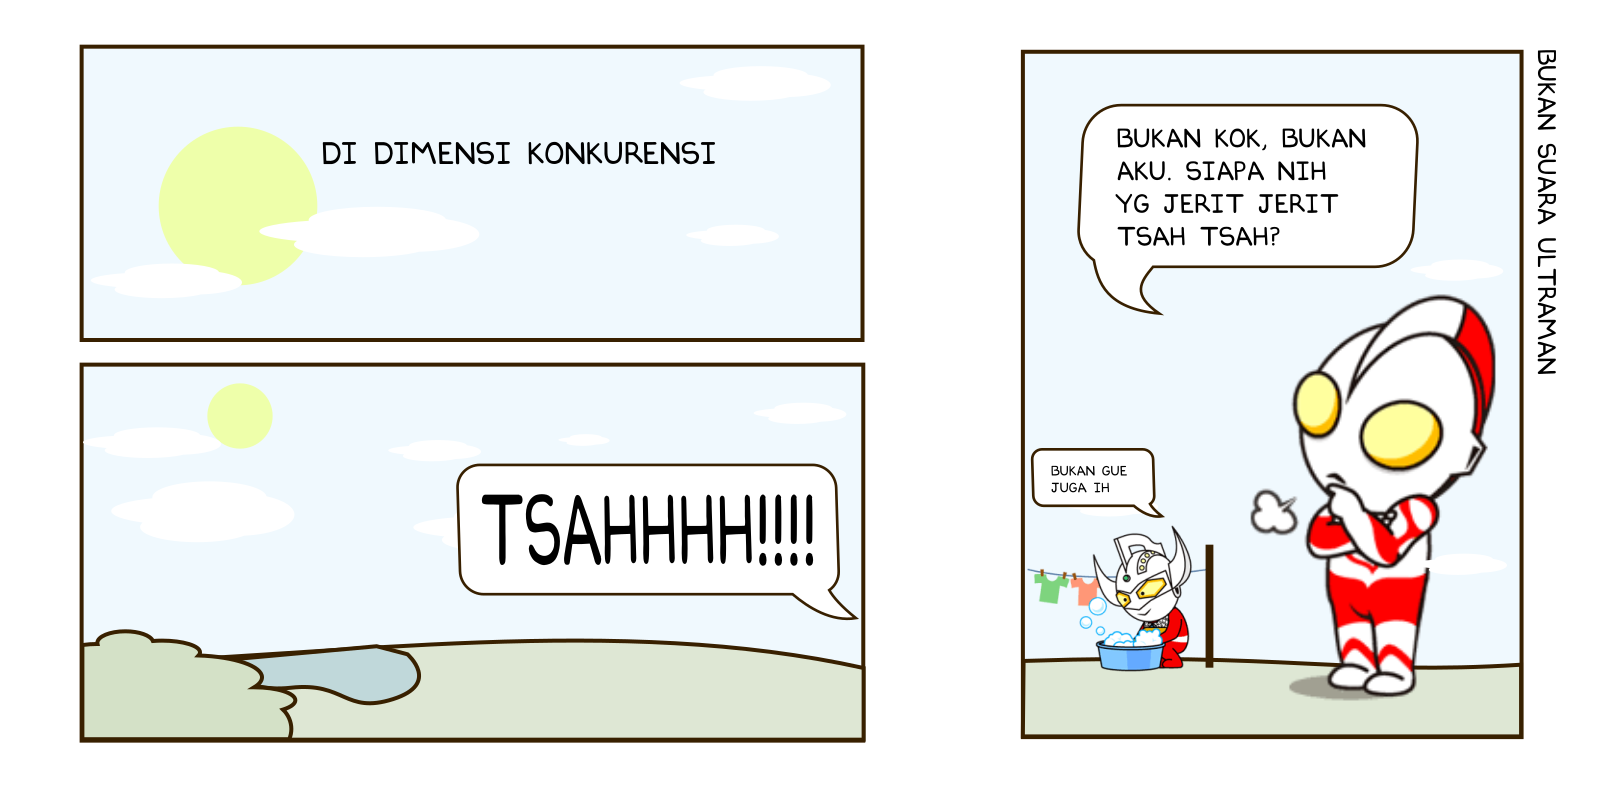 DI DIMENSI KONKURENSI
TSAHHHH!!!!
BUKAN KOK, BUKAN
AKU. SIAPA NIH
YG JERIT JERIT
TSAH TSAH?
BUKAN GUE
JUGA IH
BUKAN SUARA ULTRAMAN